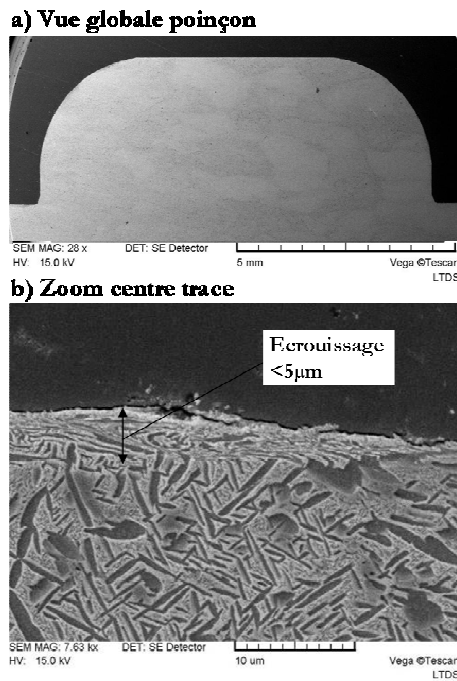 a) Vue globale poinçon
SEM MAG: 28 x DET: SE Detector
HV: 15.0 kV 5 mm Vega ©Tescan
LTDS
b) Zoom centre trace
Ecrouissage
<5µm
SEM MAG: 7.63 kx DET: SE Detector
HV: 15.0 kV 10 um Vega ©Tescan
LTDS